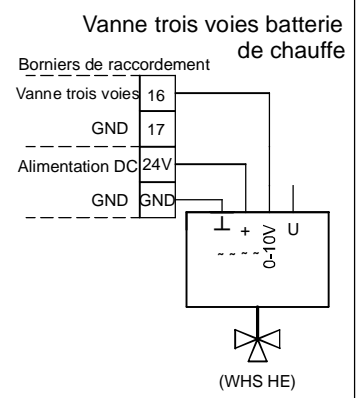 Vanne trois voies batterie
de chauffe
Borniers de raccordement
Vanne trois voies 16
GND 17
Alimentation DC 24V
GND GND
⊥ + 0-10V U
~ ~ ~ ~
(WHS HE)